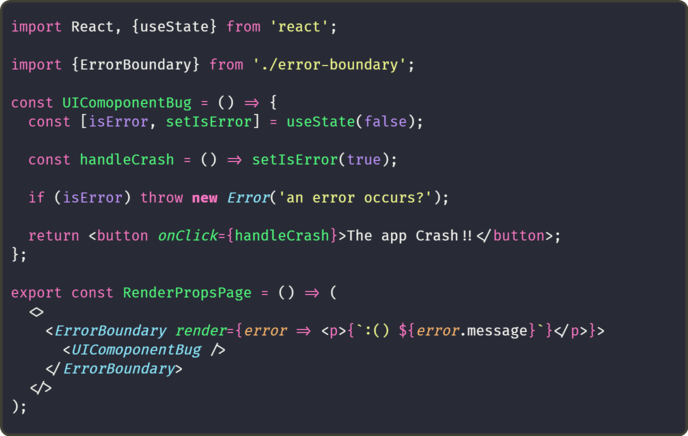 import React, {useState} from 'react';
import {ErrorBoundary} from './error-boundary';
const UIComoponentBug = () => {
const [isError, setIsError] = useState(false);
const handleCrash = () => setIsError(true);
if (isError) throw new Error('an error occurs?');
return <button onClick={handleCrash}>The app Crash!!</button>;
};
export const RenderPropsPage = () => (
<>
<ErrorBoundary render={error => <p>{`:() ${error.message}`}</p>}>
<UIComoponentBug />
</ErrorBoundary>
</>
);